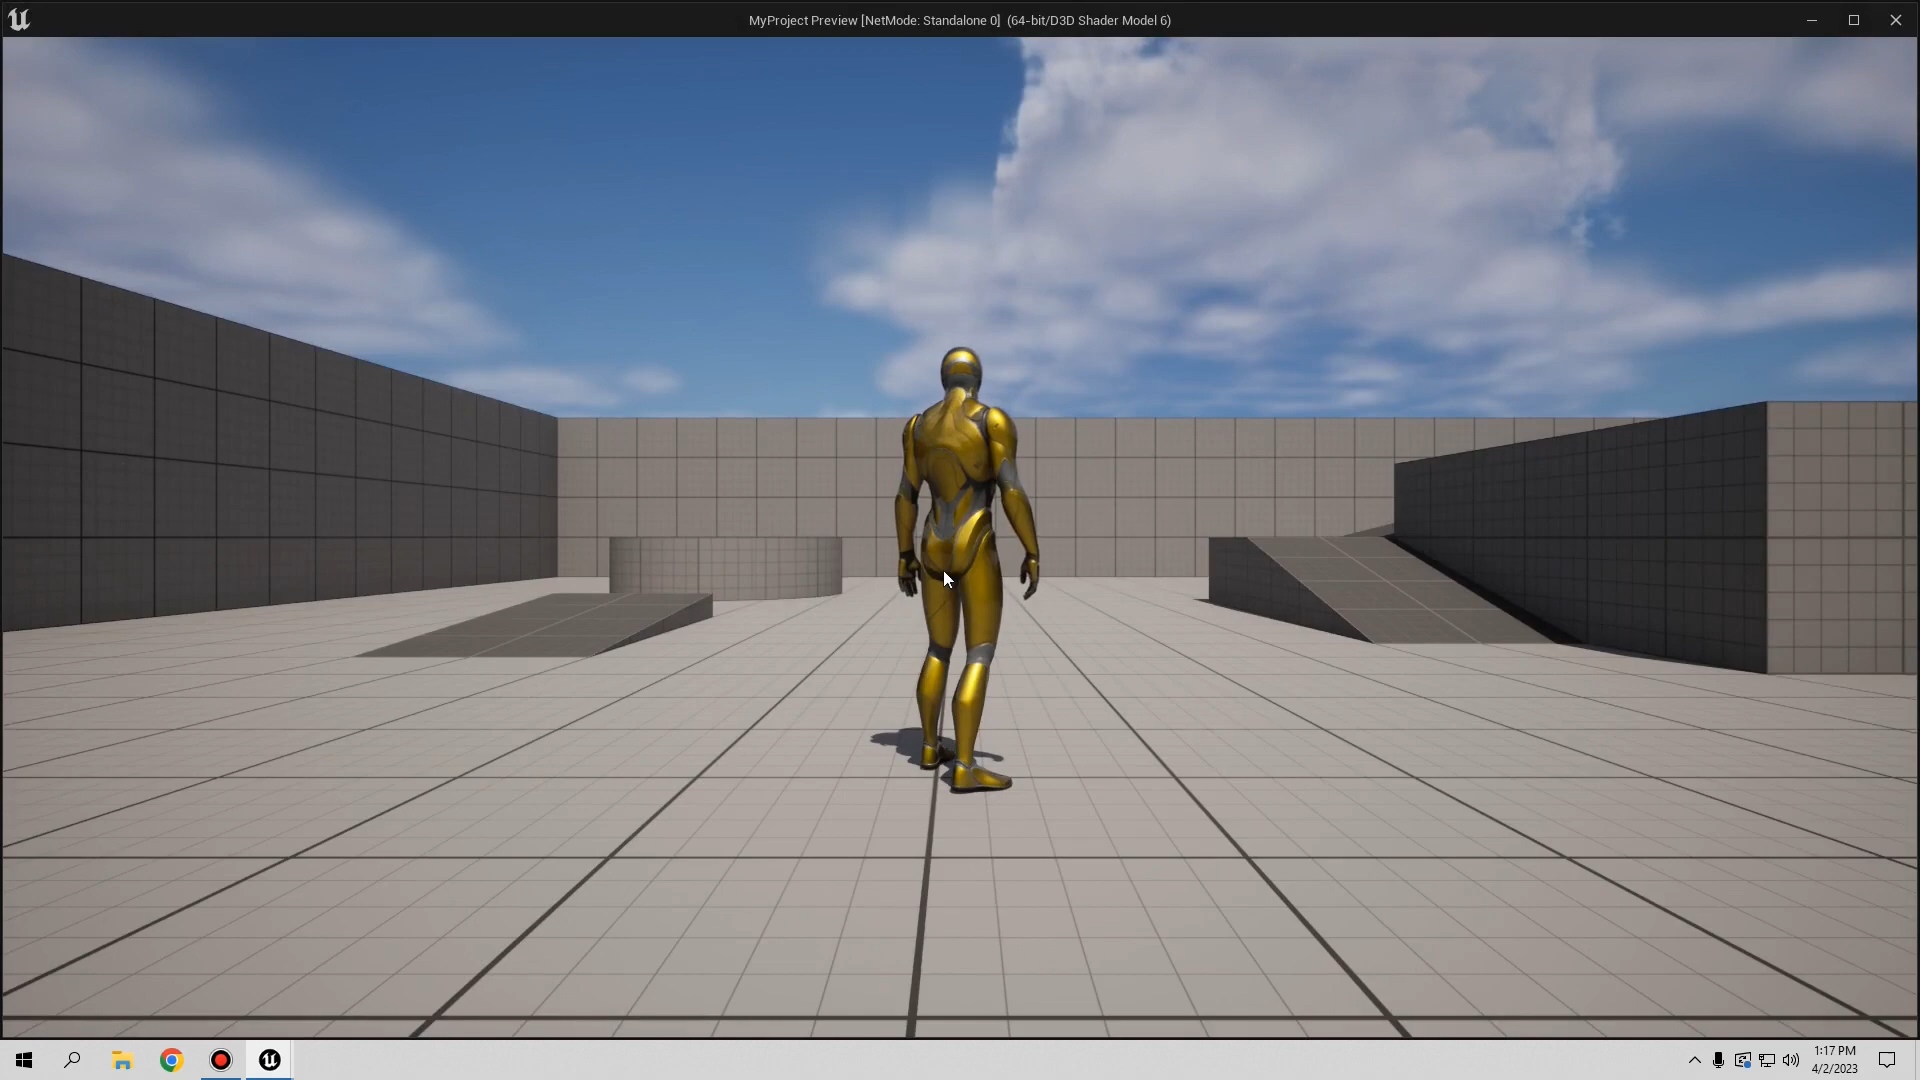 MyProject Preview [NetMode: Standalone 0]  (64-bit/D3D Shader Model 6)
1:17 PM
4/2/2023